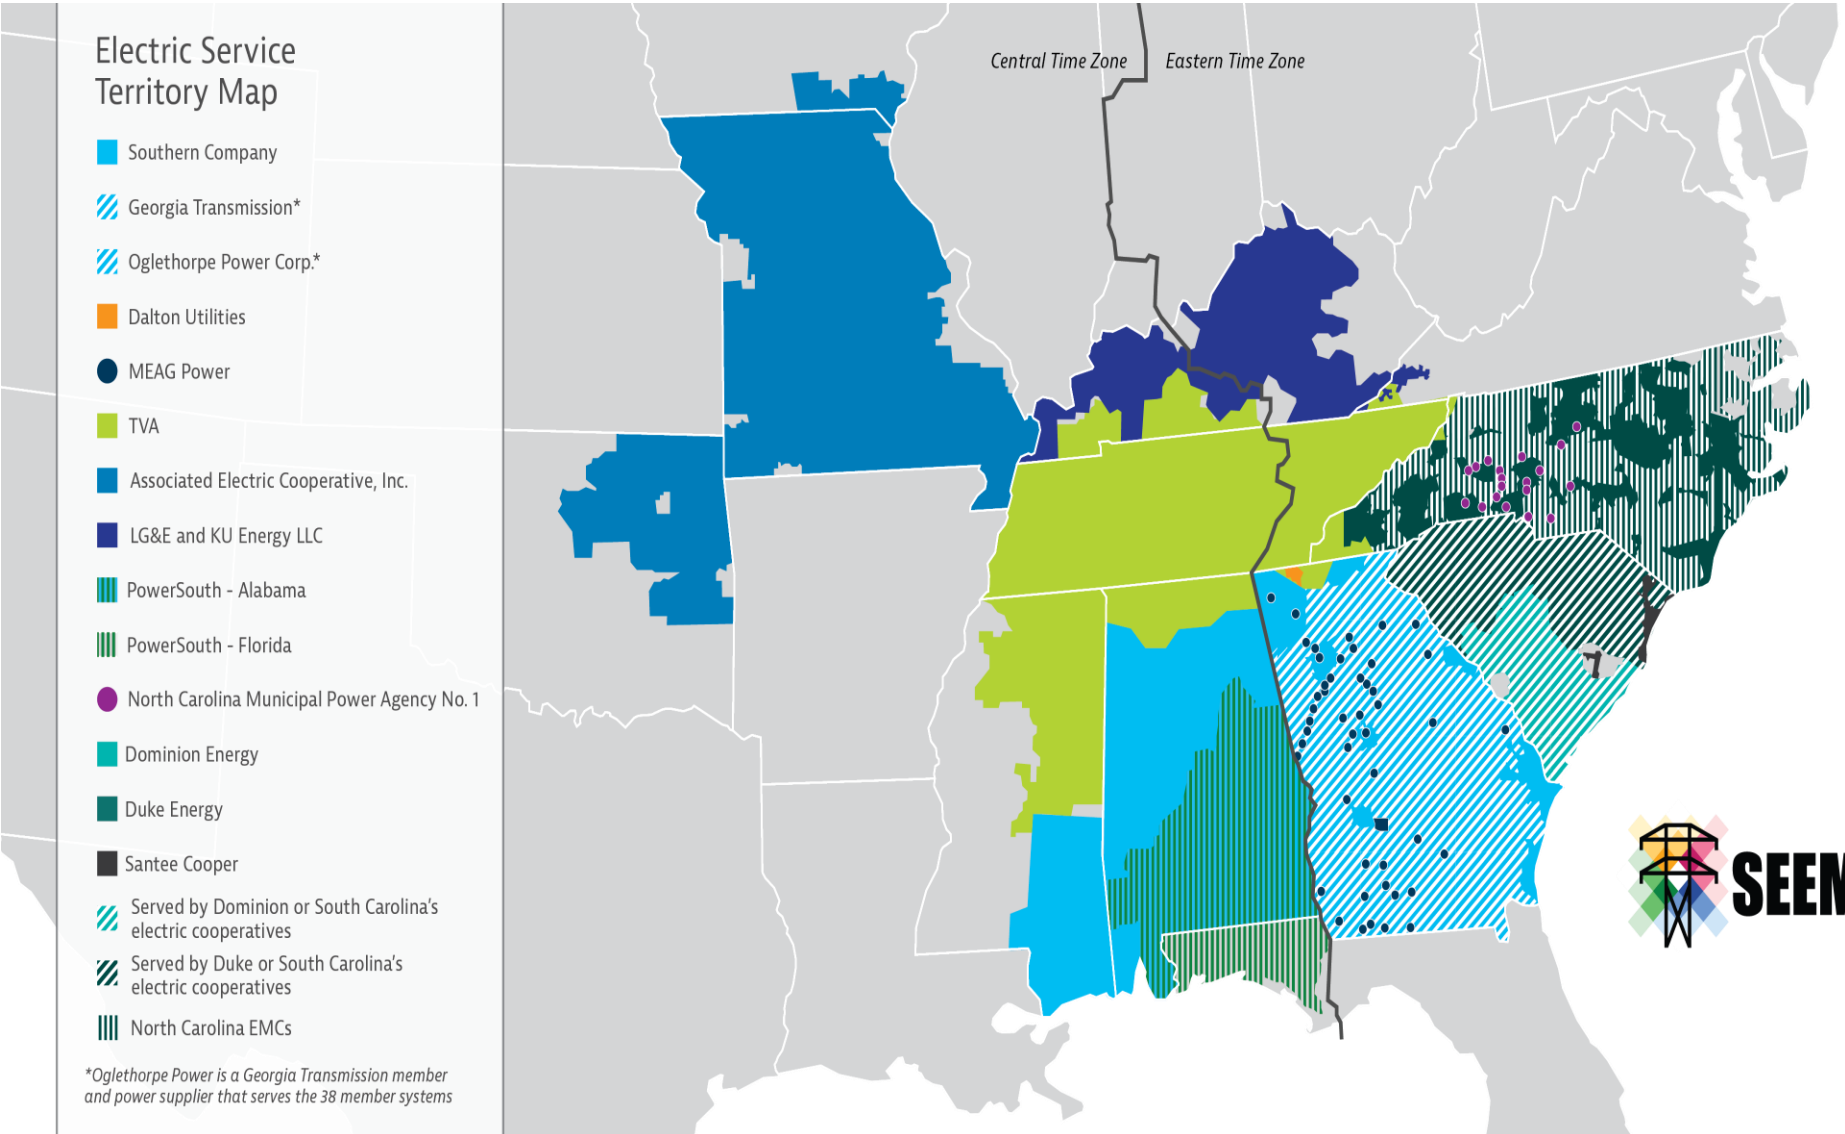 Electric Service
Territory Map
Southern Company
Georgia Transmission*
Oglethorpe Power Corp.*
Dalton Utilities
MEAG Power
TVA
Associated Electric Cooperative, Inc.
LG&E and KU Energy LLC
PowerSouth - Alabama
PowerSouth - Florida
North Carolina Municipal Power Agency No. 1
Dominion Energy
Duke Energy
Santee Cooper
Served by Dominion or South Carolina's
electric cooperatives
Served by Duke or South Carolina's
electric cooperatives
North Carolina EMCs
*Oglethorpe Power is a Georgia Transmission member
and power supplier that serves the 38 member systems
Central Time Zone
Eastern Time Zone
SEEM